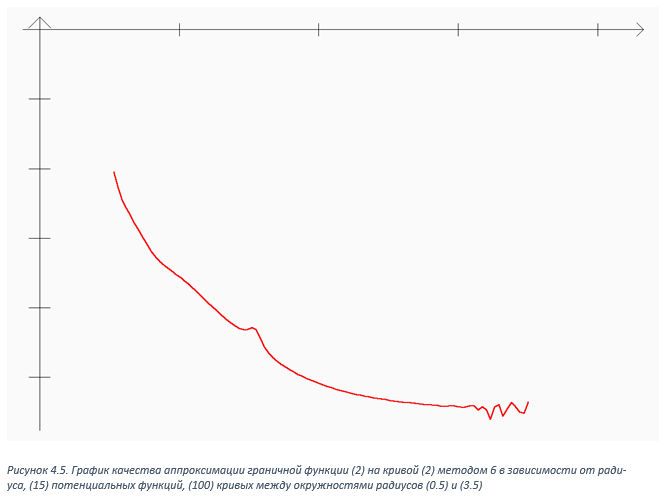 Рисунок 4.5. График качества аппроксимации граничной функции (2) на кривой (2) методом 6 в зависимости от ради-
уса, (15) потенциальных функций, (100) кривых между окружностями радиусов (0.5) и (3.5)